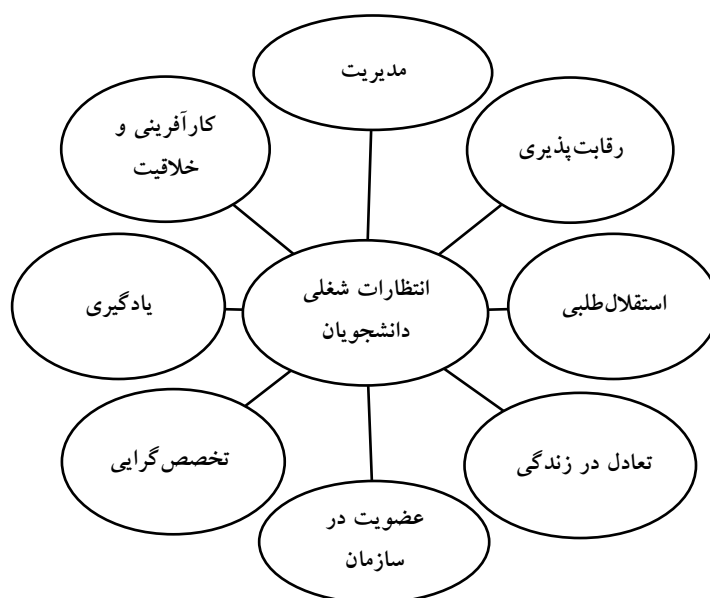 مدیریت
رقابت‌پذیری
کارآفرینی و
خلاقیت
استقلال‌طلبی
انتظارات شغلی
دانشجویان
یادگیری
تعادل در زندگی
تخصص‌گرایی
عضویت در
سازمان